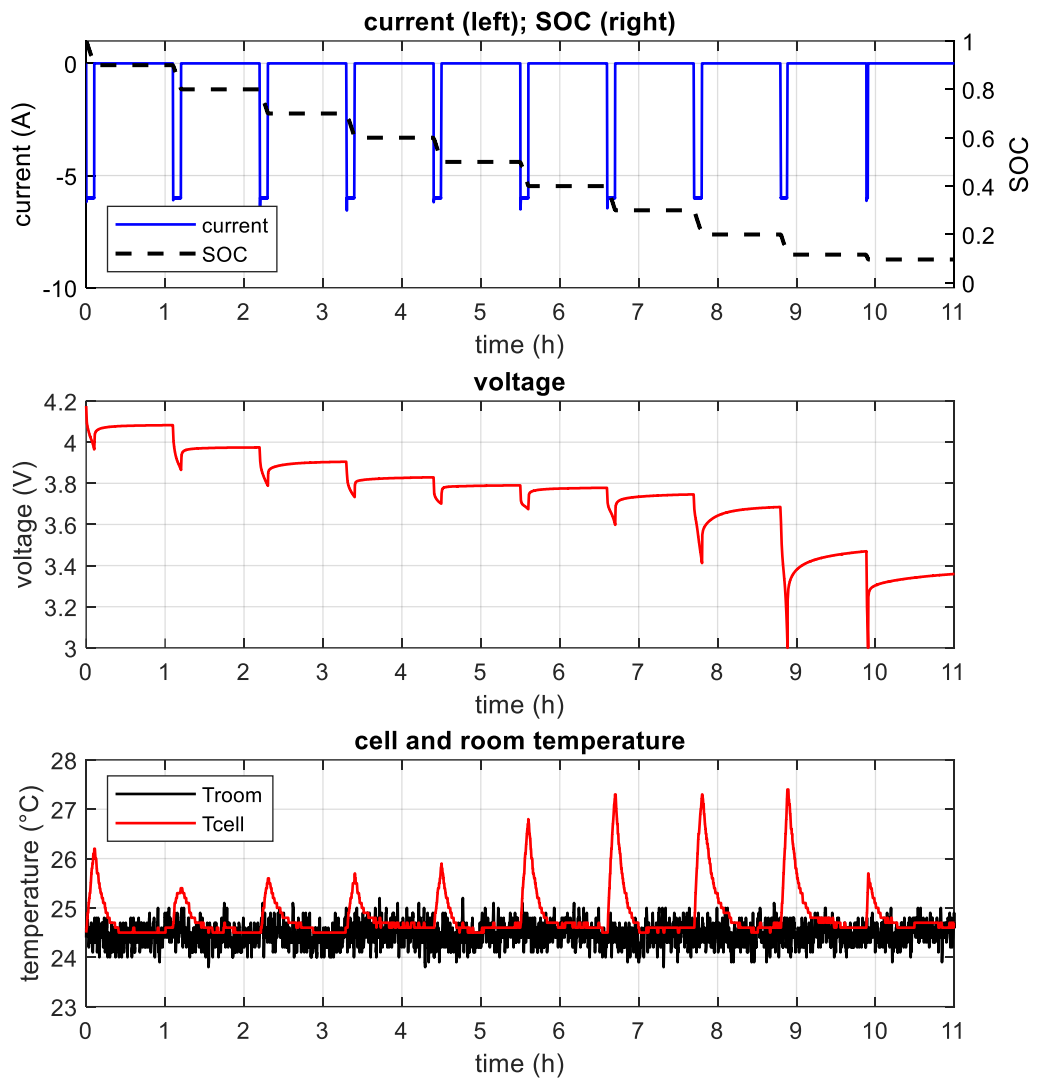 current (left); SOC (right)
current (A)
0
-5
-10
1
0.8
0.6
0.4
0.2
0
SOC
current
SOC
0 1 2 3 4 5 6 7 8 9 10 11
time (h)
voltage
voltage (V)
4.2
4
3.8
3.6
3.4
3.2
3
0 1 2 3 4 5 6 7 8 9 10 11
time (h)
cell and room temperature
temperature (°C)
28
27
26
25
24
23
Troom
Tcell
0 1 2 3 4 5 6 7 8 9 10 11
time (h)